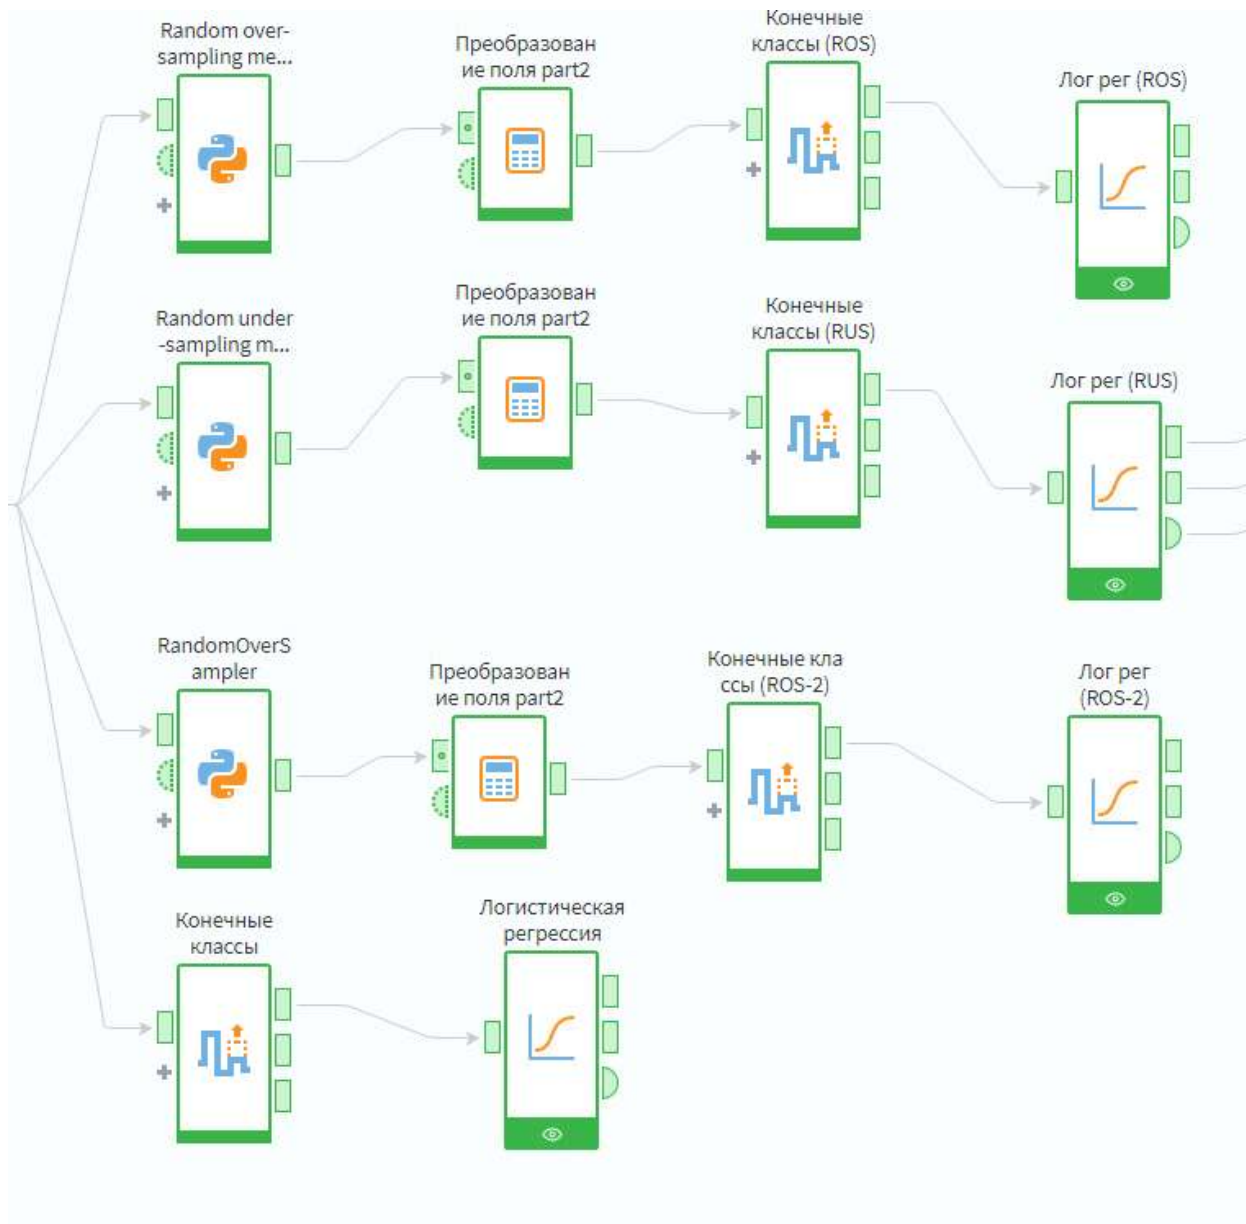 Random over-
sampling me...
Преобразован
ие поля part2
Конечные
классы (ROS)
Лог рег (ROS)
Random under
-sampling m...
Преобразован
ие поля part2
Конечные
классы (RUS)
Лог рег (RUS)
RandomOverS
ampler
Преобразован
ие поля part2
Конечные кла
ссы (ROS-2)
Лог рег
(ROS-2)
Конечные
классы
Логистическая
регрессия